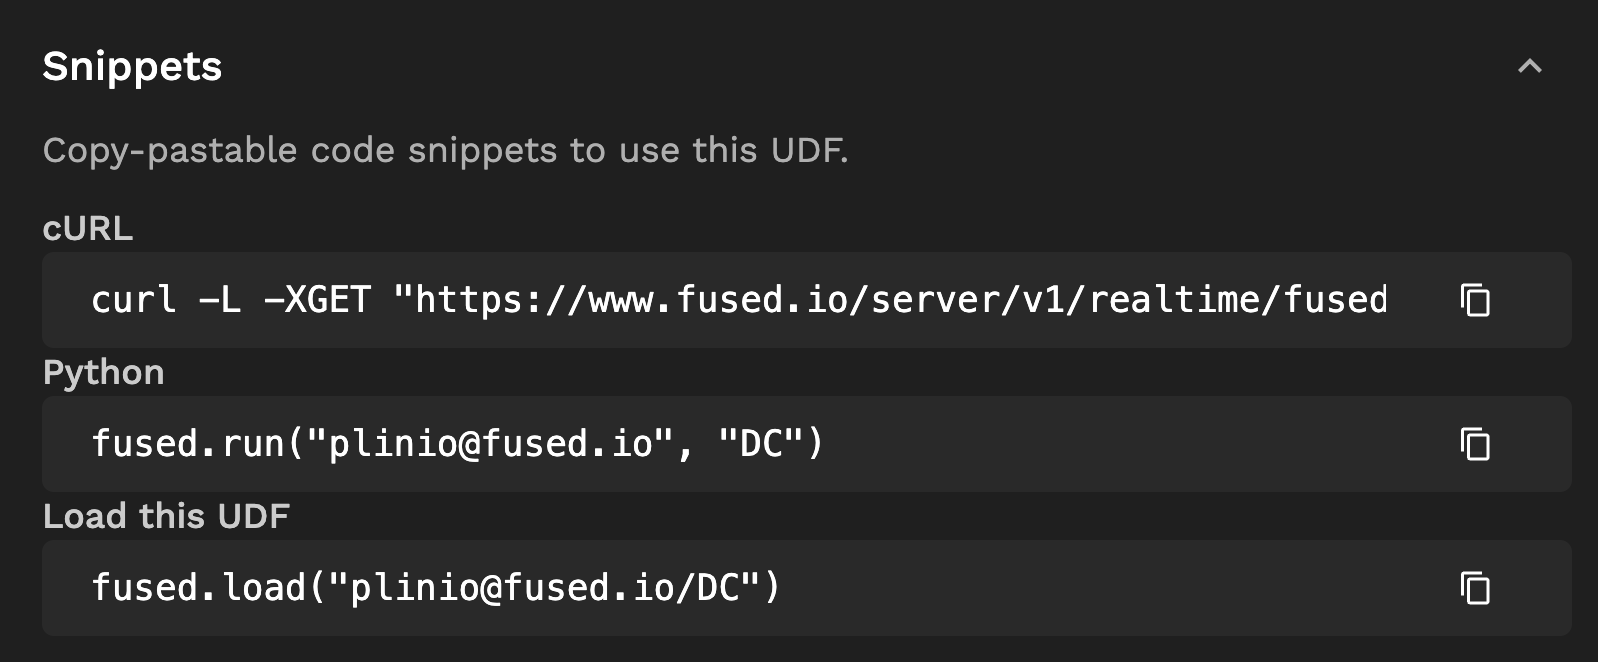 Snippets
Copy-pastable code snippets to use this UDF.
cURL
curl -L -XGET "https://www.fused.io/server/v1/realtime/fused
Python
fused.run("plinio@fused.io", "DC")
Load this UDF
fused.load("plinio@fused.io/DC")